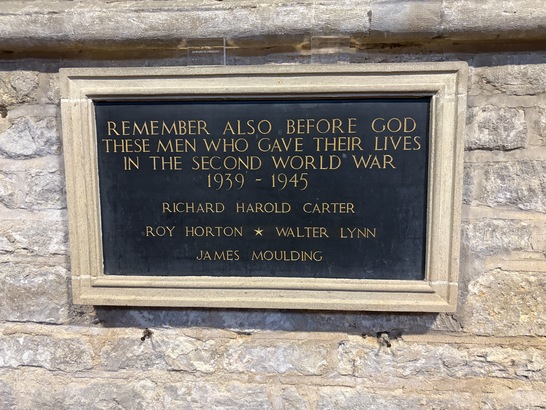 REMEMBER ALSO BEFORE GOD
THESE MEN WHO GAVE THEIR LIVES
IN THE SECOND WORLD WAR
1939 - 1945
RICHARD HAROLD CARTER
ROY HORTON ★ WALTER LYNN
JAMES MOULDING